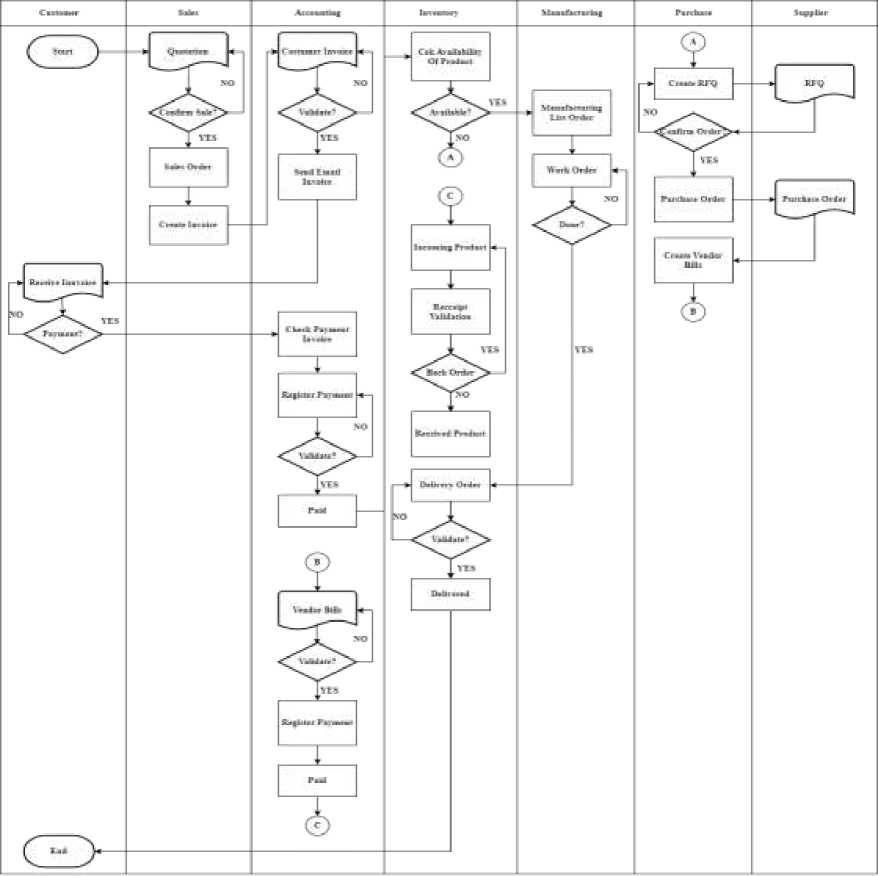 Customer
Sales
Accounting
Inventory
Manufacturing
Purchase
Supplier
Start
Quotation
NO
Confirm Sale?
YES
Sales Order
Create Invoice
Customer Invoice
NO
Validate?
YES
Send Email
Invoice
Cek Availability
Of Product
Available?
YES
NO
A
Manufacturing
List Order
Work Order
NO
Done?
YES
A
Create RFQ
NO
Confirm Order?
YES
Purchase Order
Create Vendor
Bills
B
RFQ
Purchase Order
C
Incoming Product
Receipt
Validation
YES
Back Order
NO
Received Product
Receive Invoice
NO
Payment?
YES
Check Payment
Invoice
Register Payment
NO
Validate?
YES
Paid
Delivery Order
NO
Validate?
YES
Delivered
B
Vendor Bills
NO
Validate?
YES
Register Payment
Paid
C
End